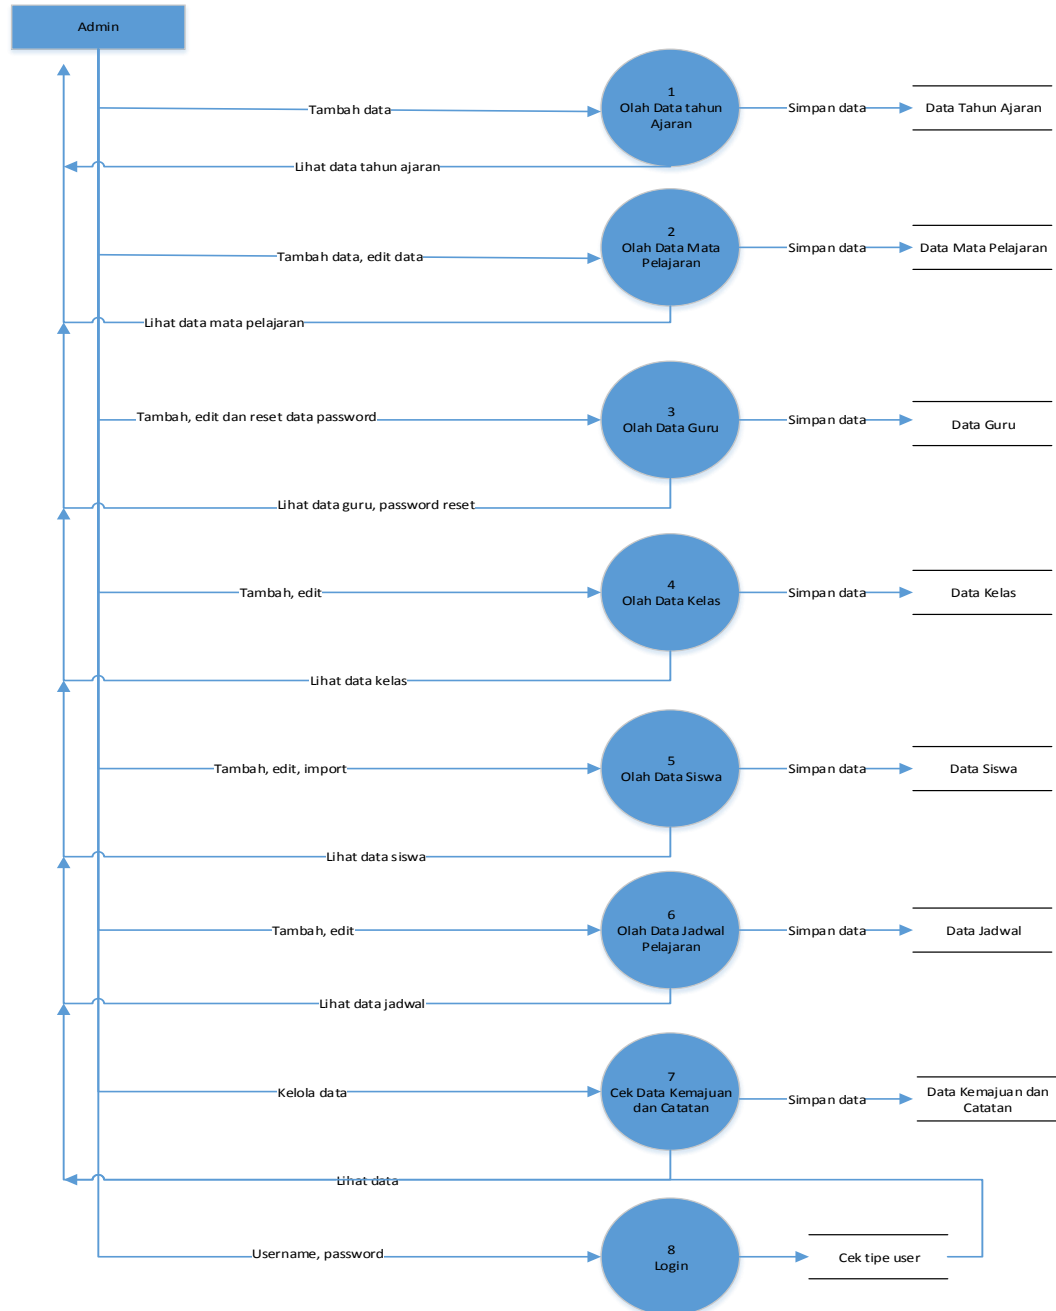 Admin
1
Olah Data tahun
Ajaran
Tambah data
Simpan data
Data Tahun Ajaran
Lihat data tahun ajaran
2
Olah Data Mata
Pelajaran
Tambah data, edit data
Simpan data
Data Mata Pelajaran
Lihat data mata pelajaran
3
Olah Data Guru
Tambah, edit dan reset data password
Simpan data
Data Guru
Lihat data guru, password reset
4
Olah Data Kelas
Tambah, edit
Simpan data
Data Kelas
Lihat data kelas
5
Olah Data Siswa
Tambah, edit, import
Simpan data
Data Siswa
Lihat data siswa
6
Olah Data Jadwal
Pelajaran
Tambah, edit
Simpan data
Data Jadwal
Lihat data jadwal
7
Cek Data Kemajuan
dan Catatan
Kelola data
Simpan data
Data Kemajuan dan
Catatan
Lihat data
8
Login
Username, password
Cek tipe user